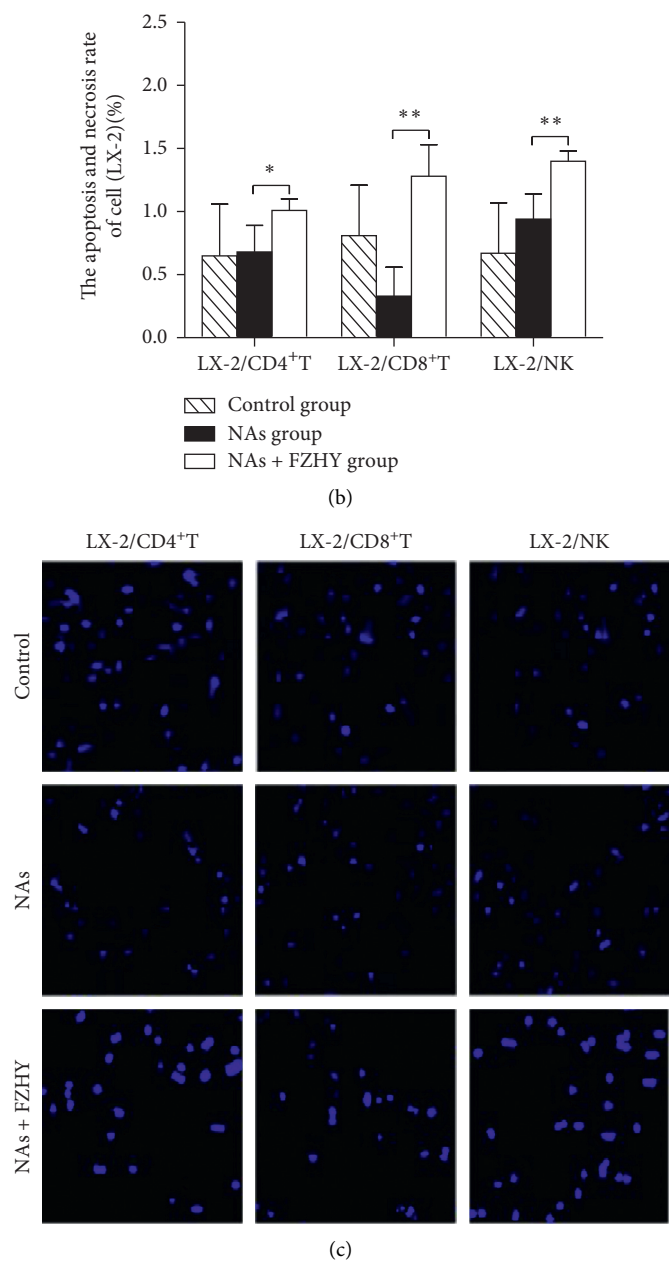 2.5
2.0
1.5
1.0
0.5
0.0
The apoptosis and necrosis rate
of cell (LX-2) (%)
*
**
**
LX-2/CD4⁺T LX-2/CD8⁺T LX-2/NK
Control group
NAs group
NAs + FZHY group
(b)
LX-2/CD4⁺T LX-2/CD8⁺T LX-2/NK
Control
NAs
NAs + FZHY
(c)